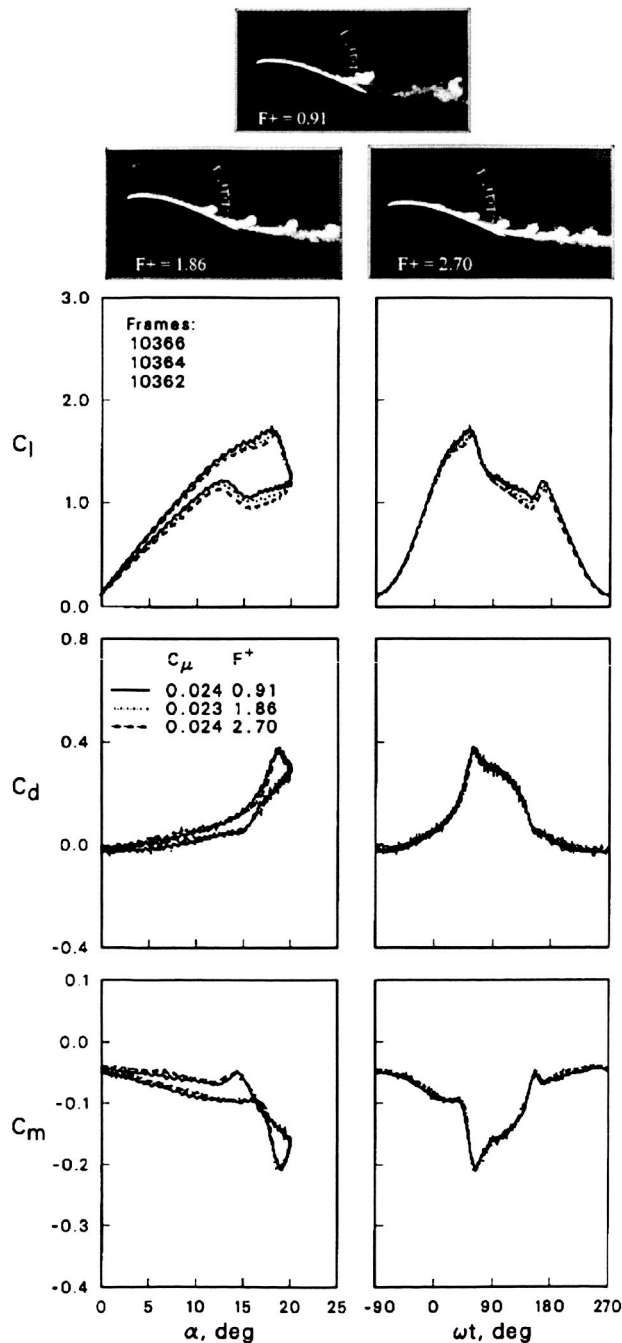 F+ = 0.91
F+ = 1.86
F+ = 2.70
3.0
2.0
1.0
0.0
Cl
Frames:
10366
10364
10362
0.8
0.4
0.0
-0.4
Cd
Cμ F+
0.024 0.91
0.023 1.86
0.024 2.70
0.1
0.0
-0.1
-0.2
-0.3
-0.4
Cm
0 5 10 15 20 25
α, deg
-90 0 90 180 270
ωt, deg